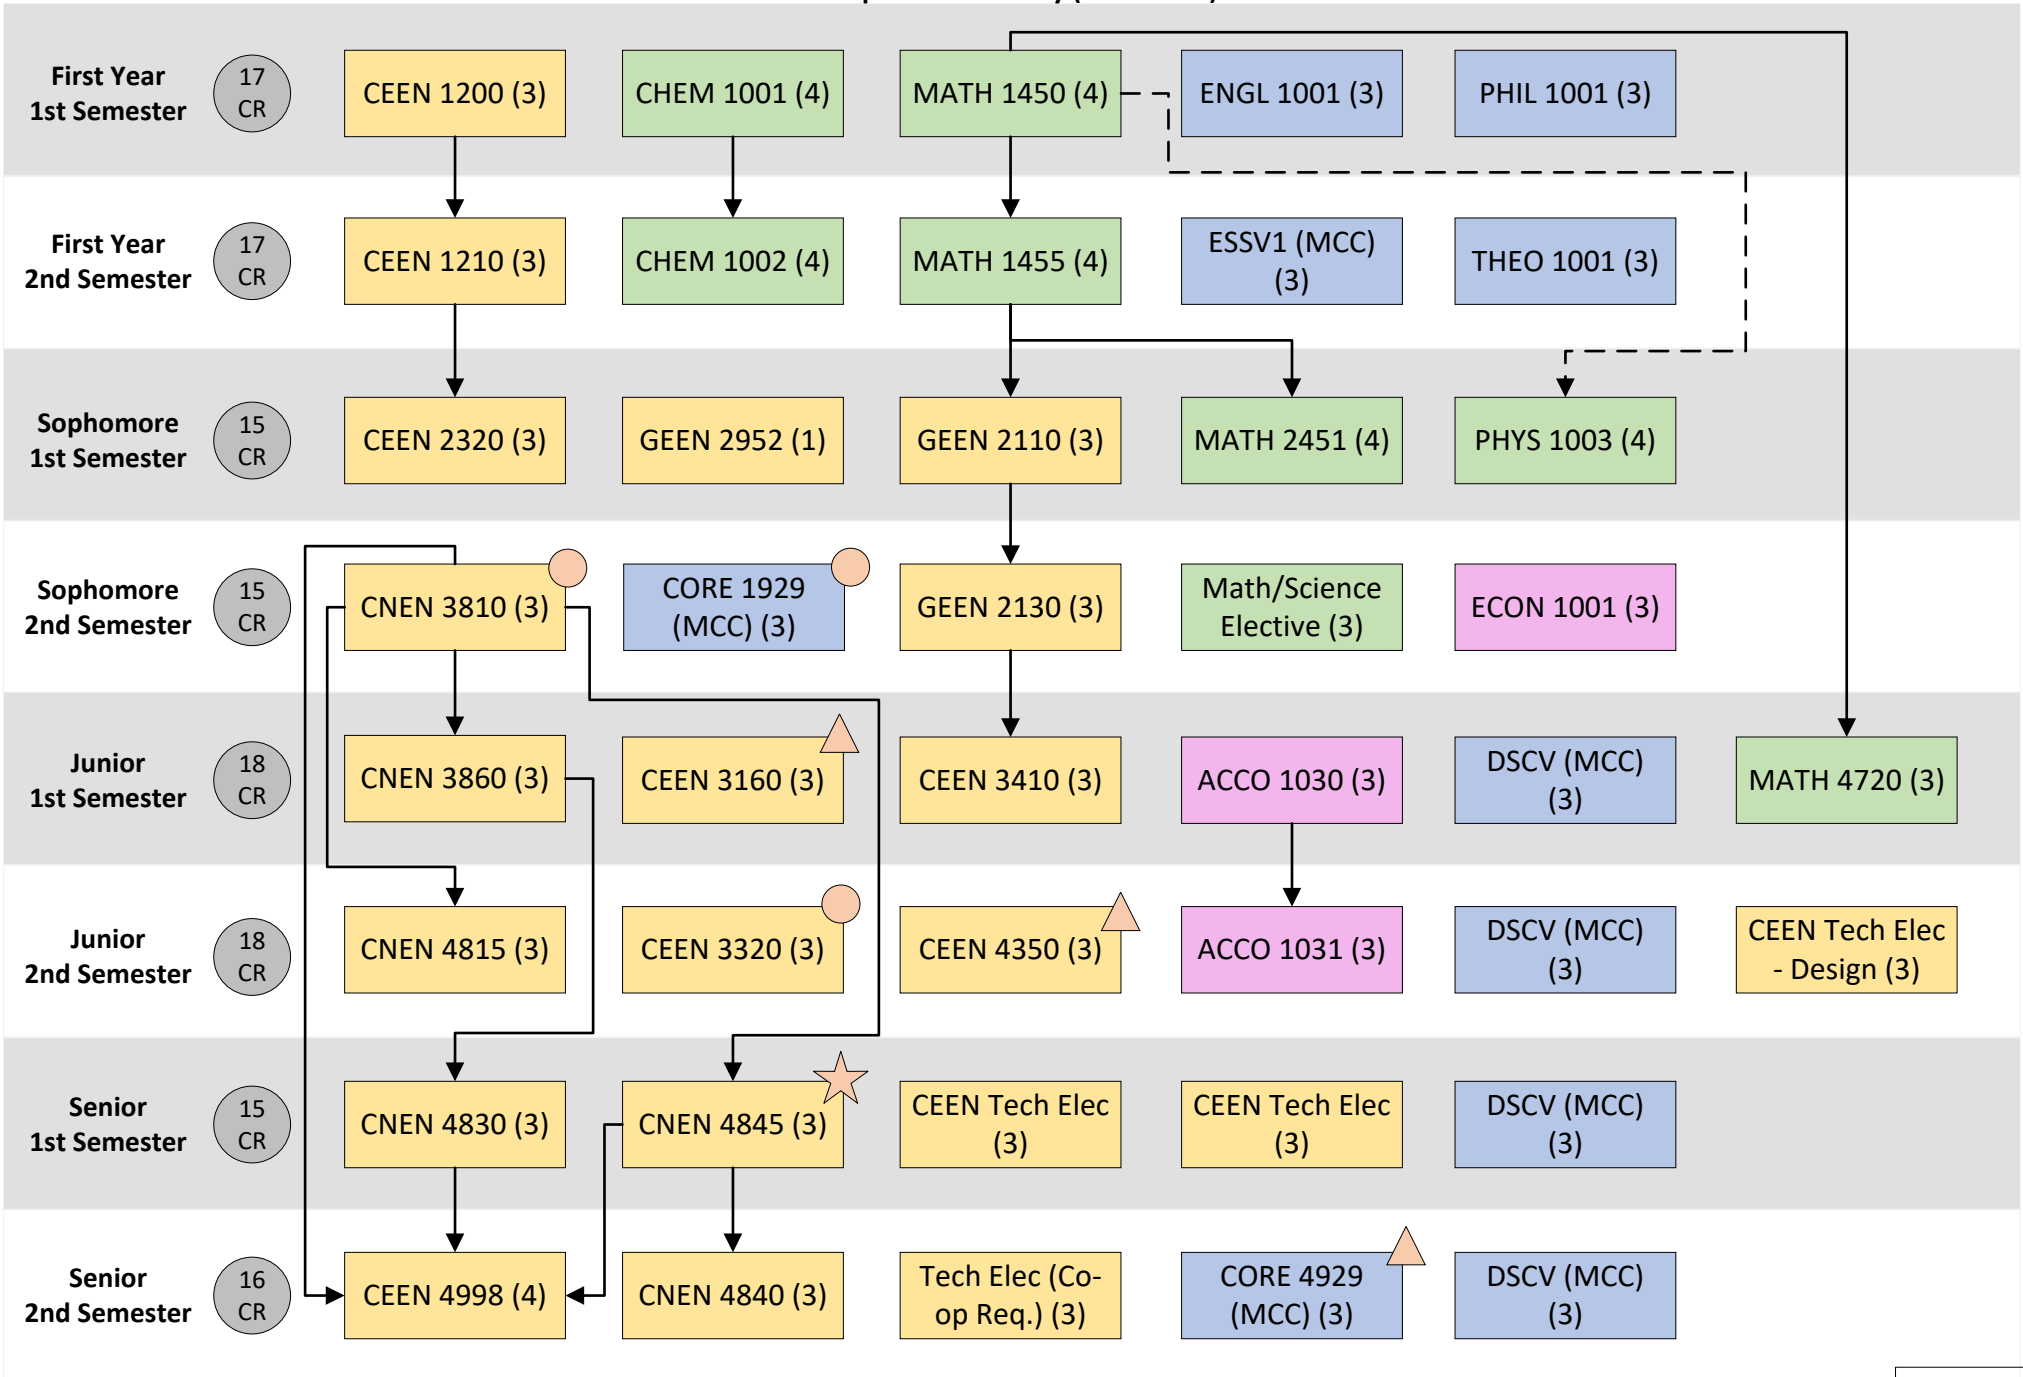 First Year
1st Semester
17
CR
CEEN 1200 (3)
CHEM 1001 (4)
MATH 1450 (4)
ENGL 1001 (3)
PHIL 1001 (3)
First Year
2nd Semester
17
CR
CEEN 1210 (3)
CHEM 1002 (4)
MATH 1455 (4)
ESSV1 (MCC)
(3)
THEO 1001 (3)
Sophomore
1st Semester
15
CR
CEEN 2320 (3)
GEEN 2952 (1)
GEEN 2110 (3)
MATH 2451 (4)
PHYS 1003 (4)
Sophomore
2nd Semester
15
CR
CNEN 3810 (3)
CORE 1929
(MCC) (3)
GEEN 2130 (3)
Math/Science
Elective (3)
ECON 1001 (3)
Junior
1st Semester
18
CR
CNEN 3860 (3)
CEEN 3160 (3)
CEEN 3410 (3)
ACCO 1030 (3)
DSCV (MCC)
(3)
MATH 4720 (3)
Junior
2nd Semester
18
CR
CNEN 4815 (3)
CEEN 3320 (3)
CEEN 4350 (3)
ACCO 1031 (3)
DSCV (MCC)
(3)
CEEN Tech Elec
- Design (3)
Senior
1st Semester
15
CR
CNEN 4830 (3)
CNEN 4845 (3)
CEEN Tech Elec
(3)
CEEN Tech Elec
(3)
DSCV (MCC)
(3)
Senior
2nd Semester
16
CR
CEEN 4998 (4)
CNEN 4840 (3)
Tech Elec (Co-
op Req.) (3)
CORE 4929
(MCC) (3)
DSCV (MCC)
(3)